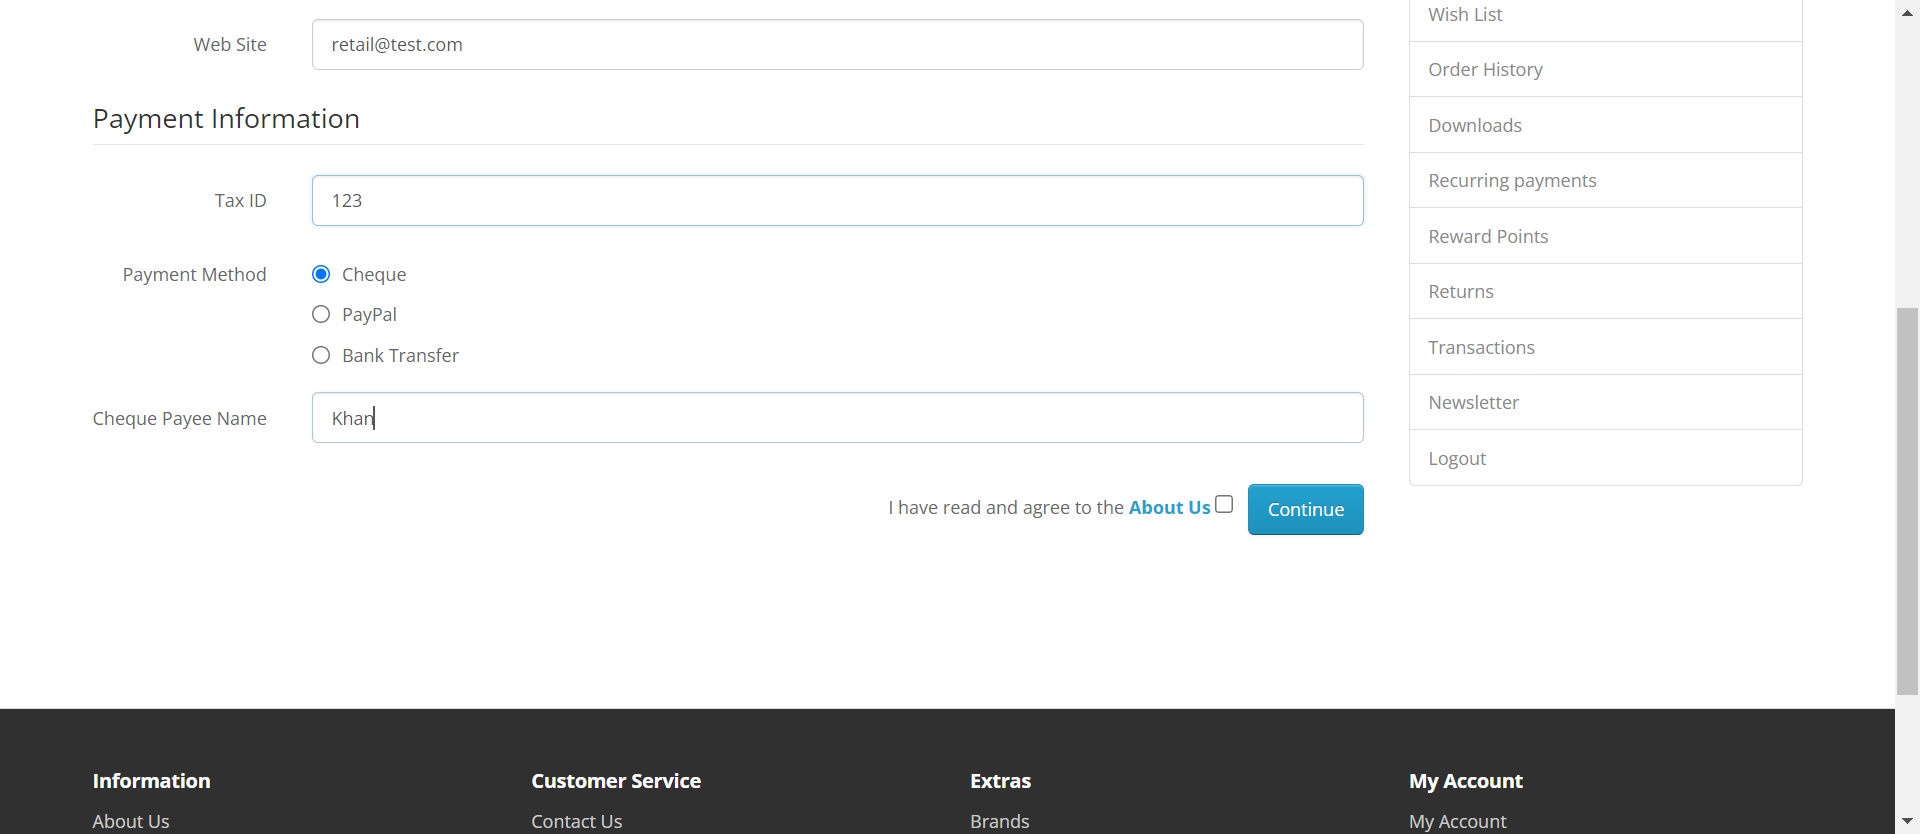 Web Site
retail@test.com
Payment Information
Tax ID
123
Payment Method
Cheque
PayPal
Bank Transfer
Cheque Payee Name
Khan
I have read and agree to the About Us
Continue
Wish List
Order History
Downloads
Recurring payments
Reward Points
Returns
Transactions
Newsletter
Logout
Information
About Us
Customer Service
Contact Us
Extras
Brands
My Account
My Account